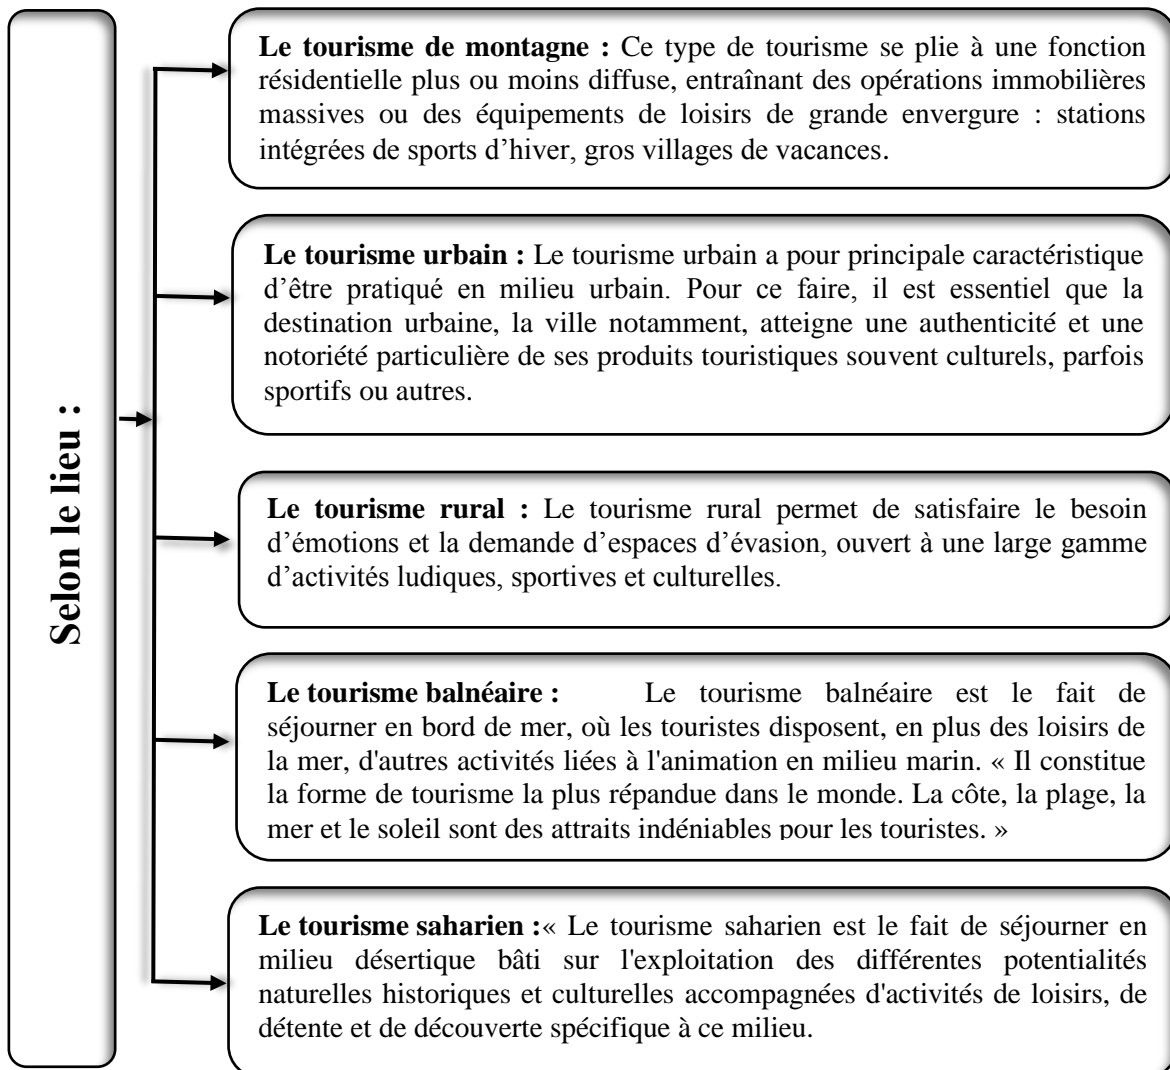 Selon le lieu :
Le tourisme de montagne : Ce type de tourisme se plie à une fonction
résidentielle plus ou moins diffuse, entraînant des opérations immobilières
massives ou des équipements de loisirs de grande envergure : stations
intégrées de sports d’hiver, gros villages de vacances.
Le tourisme urbain : Le tourisme urbain a pour principale caractéristique
d’être pratiqué en milieu urbain. Pour ce faire, il est essentiel que la
destination urbaine, la ville notamment, atteigne une authenticité et une
notoriété particulière de ses produits touristiques souvent culturels, parfois
sportifs ou autres.
Le tourisme rural : Le tourisme rural permet de satisfaire le besoin
d’émotions et la demande d’espaces d’évasion, ouvert à une large gamme
d’activités ludiques, sportives et culturelles.
Le tourisme balnéaire : Le tourisme balnéaire est le fait de
séjourner en bord de mer, où les touristes disposent, en plus des loisirs de
la mer, d'autres activités liées à l'animation en milieu marin. « Il constitue
la forme de tourisme la plus répandue dans le monde. La côte, la plage, la
mer et le soleil sont des attraits indéniables pour les touristes. »
Le tourisme saharien :« Le tourisme saharien est le fait de séjourner en
milieu désertique bâti sur l'exploitation des différentes potentialités
naturelles historiques et culturelles accompagnées d'activités de loisirs, de
détente et de découverte spécifique à ce milieu.